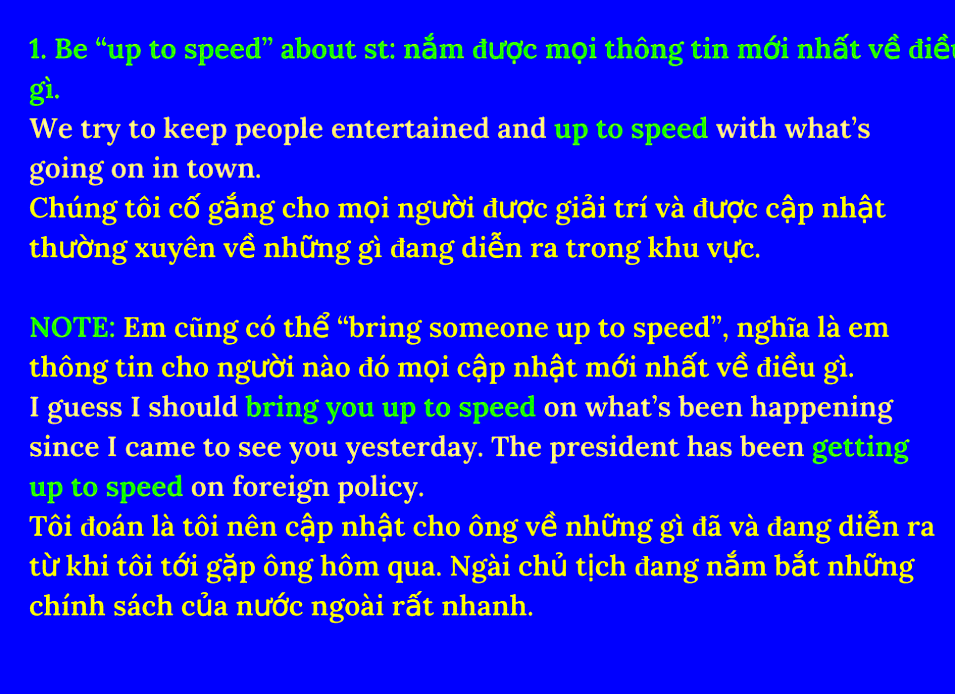 1. Be “up to speed” about st: nắm được mọi thông tin mới nhất về điều
gì.
We try to keep people entertained and up to speed with what’s
going on in town.
Chúng tôi cố gắng cho mọi người được giải trí và được cập nhật
thường xuyên về những gì đang diễn ra trong khu vực.
NOTE: Em cũng có thể “bring someone up to speed”, nghĩa là em
thông tin cho người nào đó mọi cập nhật mới nhất về điều gì.
I guess I should bring you up to speed on what’s been happening
since I came to see you yesterday. The president has been getting
up to speed on foreign policy.
Tôi đoán là tôi nên cập nhật cho ông về những gì đã và đang diễn ra
từ khi tôi tới gặp ông hôm qua. Ngài chủ tịch đang nắm bắt những
chính sách của nước ngoài rất nhanh.